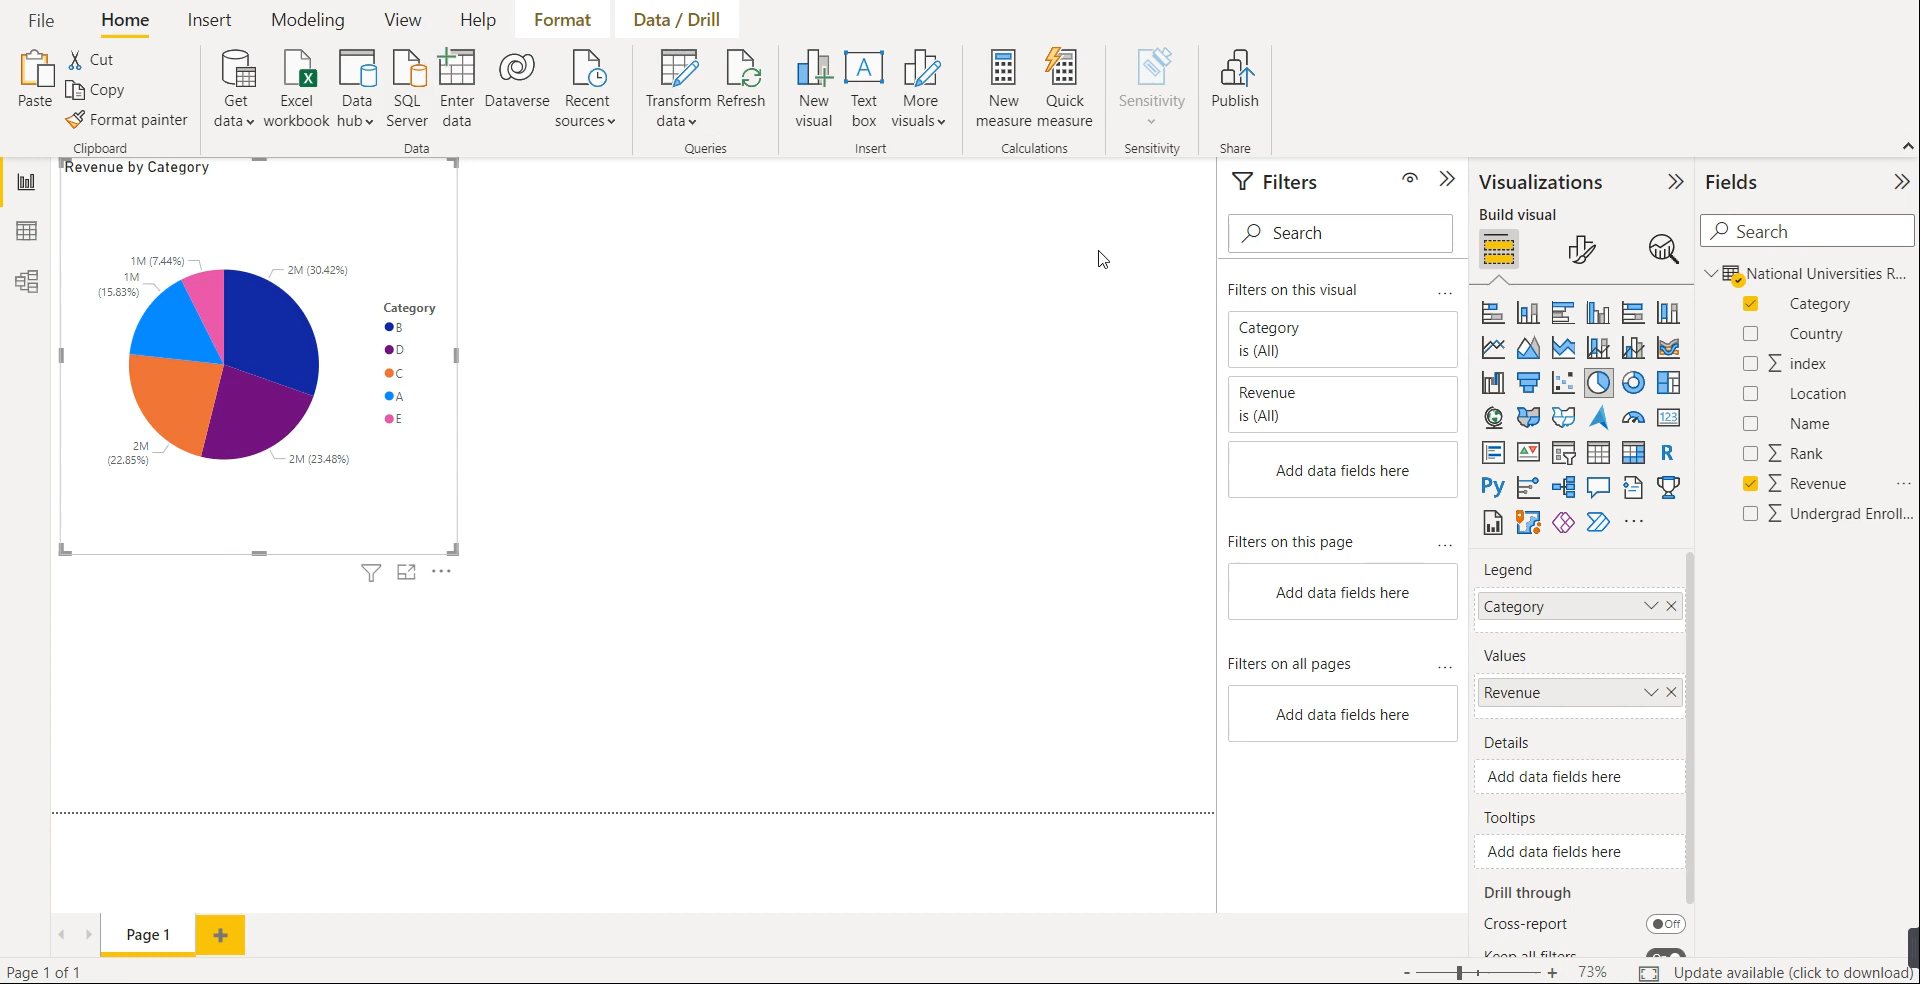 File Home Insert Modeling View Help Format Data / Drill
Paste
Cut
Copy
Format painter
Clipboard
Get
data
Excel
workbook
Data
hub
SQL
Server
Enter
data
Dataverse
Recent
sources
Data
Transform
data
Refresh
Queries
New
visual
Text
box
More
visuals
Insert
New
measure
Quick
measure
Calculations
Sensitivity
Sensitivity
Publish
Share
Revenue by Category
1M (7.44%)
1M
(15.83%)
2M (30.42%)
2M
(22.85%)
2M (23.48%)
Category
B
D
C
A
E
Filters
Search
Filters on this visual ...
Category
is (All)
Revenue
is (All)
Add data fields here
Filters on this page ...
Add data fields here
Filters on all pages ...
Add data fields here
Visualizations
Build visual
123
R
Py
...
Legend
Category
Values
Revenue
Details
Add data fields here
Tooltips
Add data fields here
Drill through
Cross-report Off
Keep all filters On
Fields
Search
National Universities R...
Category
Country
∑ index
Location
Name
∑ Rank
∑ Revenue ...
∑ Undergrad Enroll...
Page 1
Page 1 of 1
- + 73%
Update available (click to download)